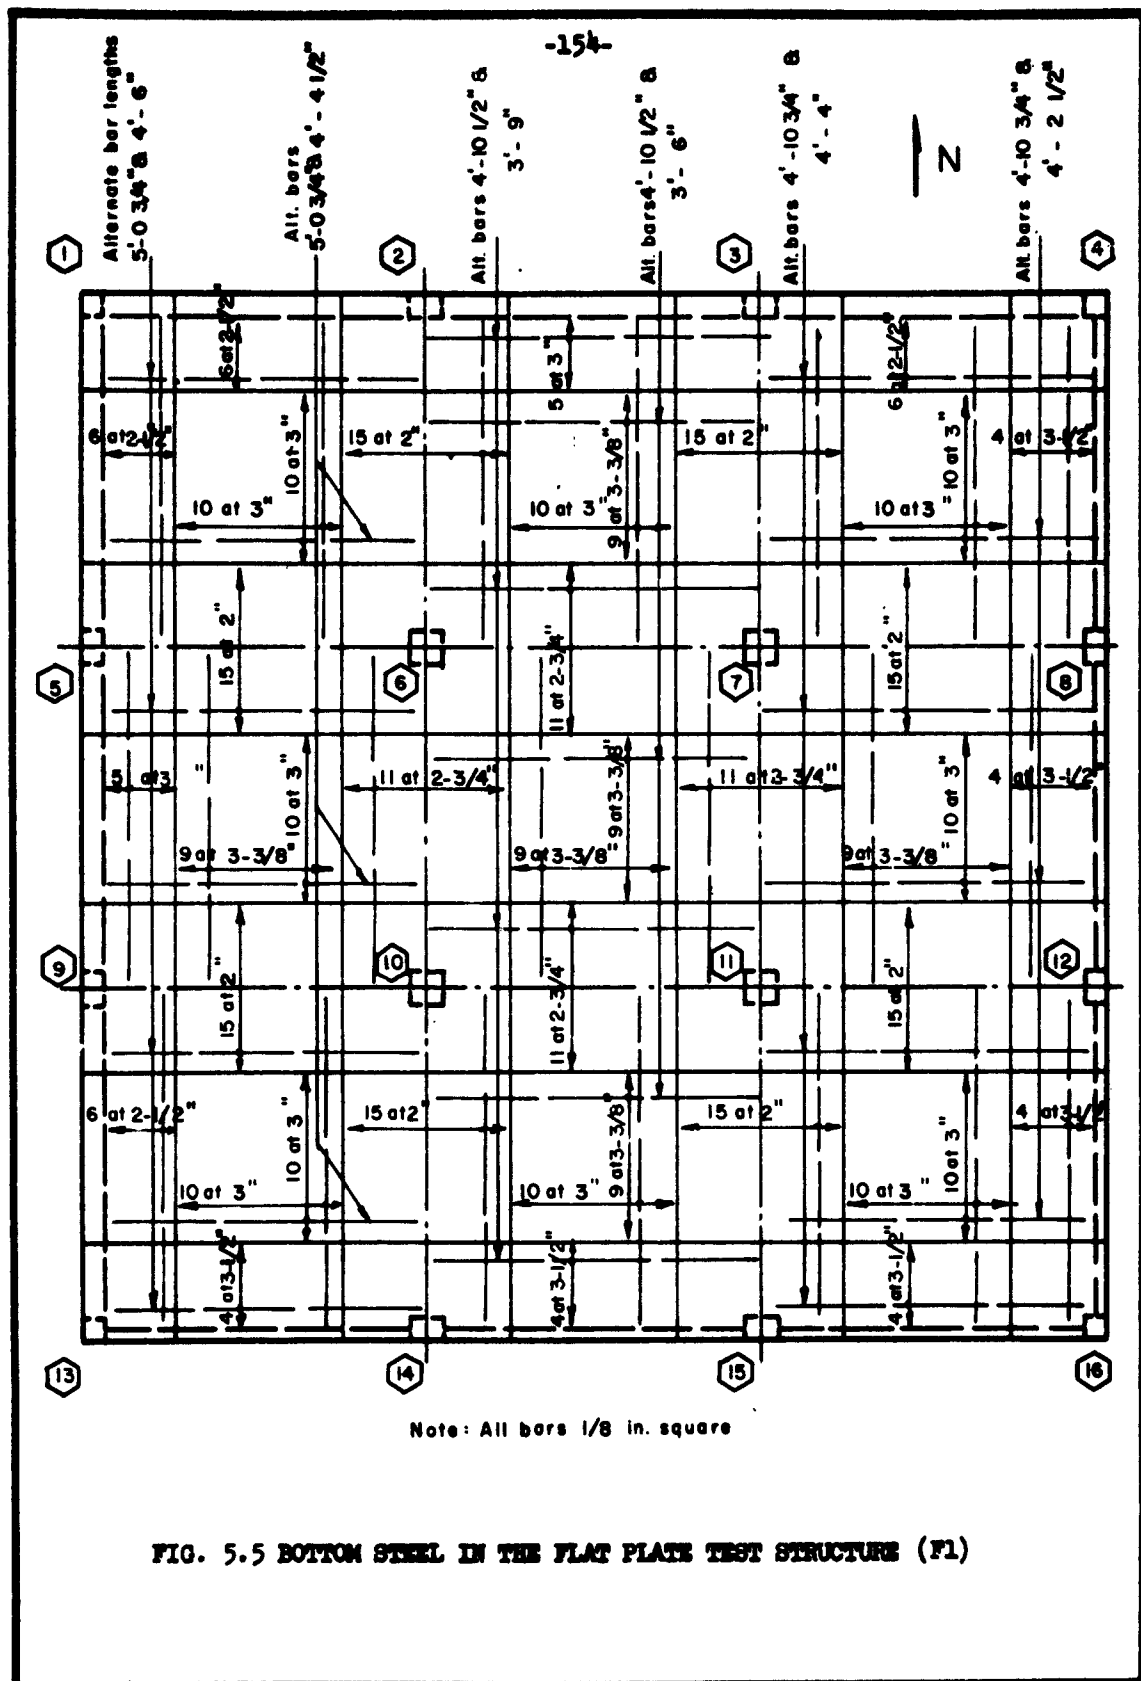 -154-
Alternate bar lengths
5'-0 3/4" & 4'- 6"
Alt. bars
5'-0 3/4" & 4'- 4 1/2"
Alt. bars 4'-10 1/2" &
3'- 9"
Alt. bars 4'-10 1/2" &
3'- 6"
Alt. bars 4'-10 3/4" &
4'- 4"
Alt. bars 4'-10 3/4" &
4'- 2 1/2"
N
1
2
3
4
6 at 2-1/2"
5 at 3"
6 at 2-1/2"
6 at 2-1/2"
10 at 3"
15 at 2"
9 at 3-3/8"
15 at 2"
10 at 3"
4 at 3-1/2"
10 at 3"
10 at 3"
10 at 3"
15 at 2"
11 at 2-3/4"
15 at 2"
5
6
7
8
5 at 3"
10 at 3"
11 at 2-3/4"
9 at 3-3/8"
11 at 3-3/4"
10 at 3"
4 at 3-1/2"
9 at 3-3/8"
9 at 3-3/8"
9 at 3-3/8"
9
10
11
12
15 at 2"
11 at 2-3/4"
15 at 2"
6 at 2-1/2"
10 at 3"
15 at 2"
9 at 3-3/8
15 at 2"
10 at 3"
4 at 3-1/2
10 at 3"
10 at 3"
10 at 3"
4 at 3-1/2"
4 at 3-1/2"
4 at 3-1/2"
13
14
15
16
Note: All bars 1/8 in. square
FIG. 5.5 BOTTOM STEEL IN THE FLAT PLATE TEST STRUCTURE (F1)